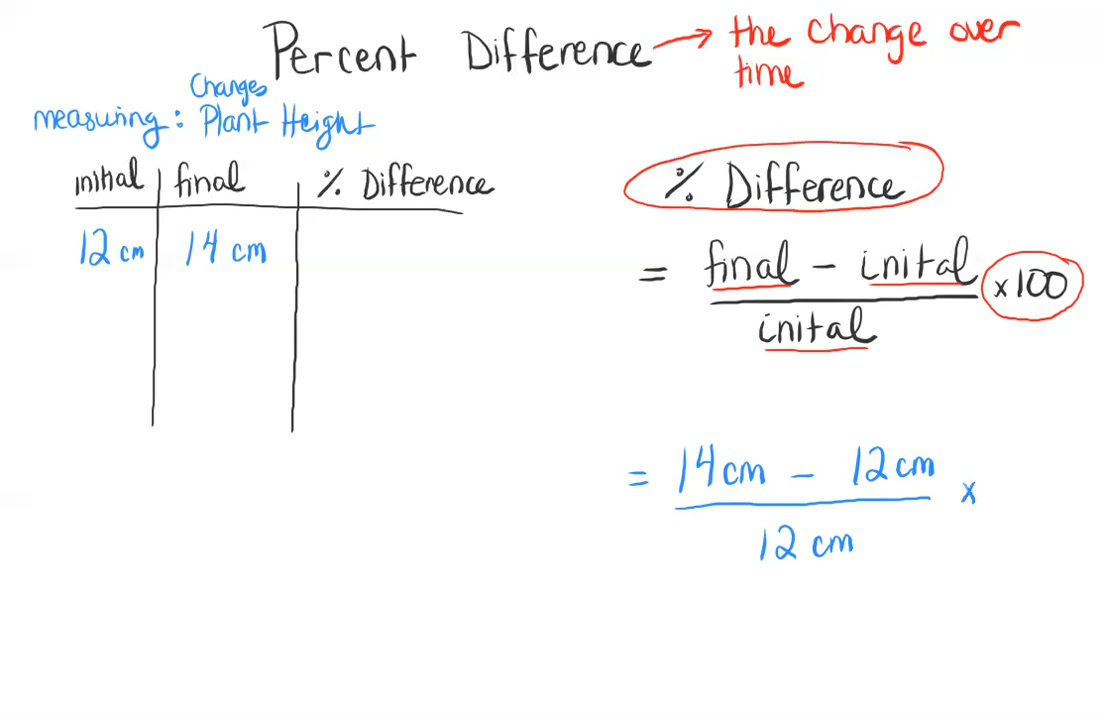 Percent Difference → the change over
time
Changes
measuring: Plant Height
initial final % Difference
12 cm 14 cm
% Difference
= final - inital ×100
inital
= 14 cm - 12 cm ×
12 cm